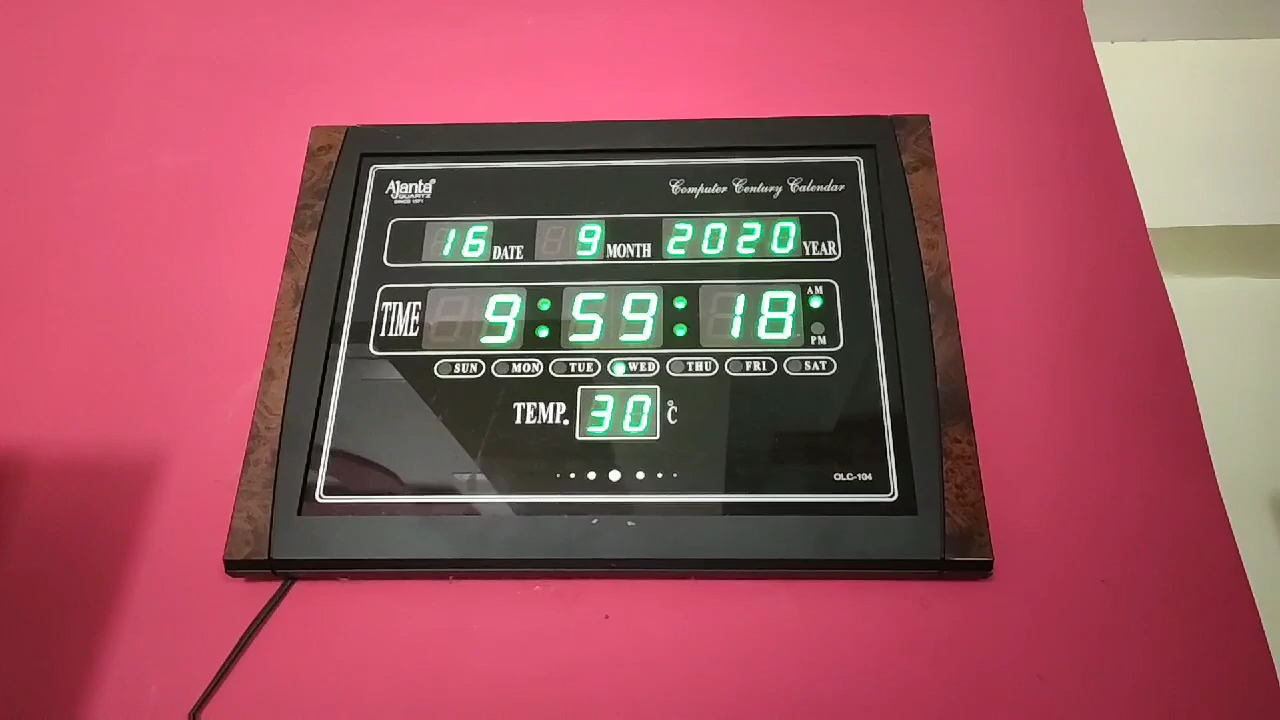 Ajanta
QUARTZ
SINCE 1971
Computer Century Calendar
16 DATE 9 MONTH 2020 YEAR
TIME 9:59:18 AM
PM
SUN MON TUE WED THU FRI SAT
TEMP. 30 °C
OLC-104